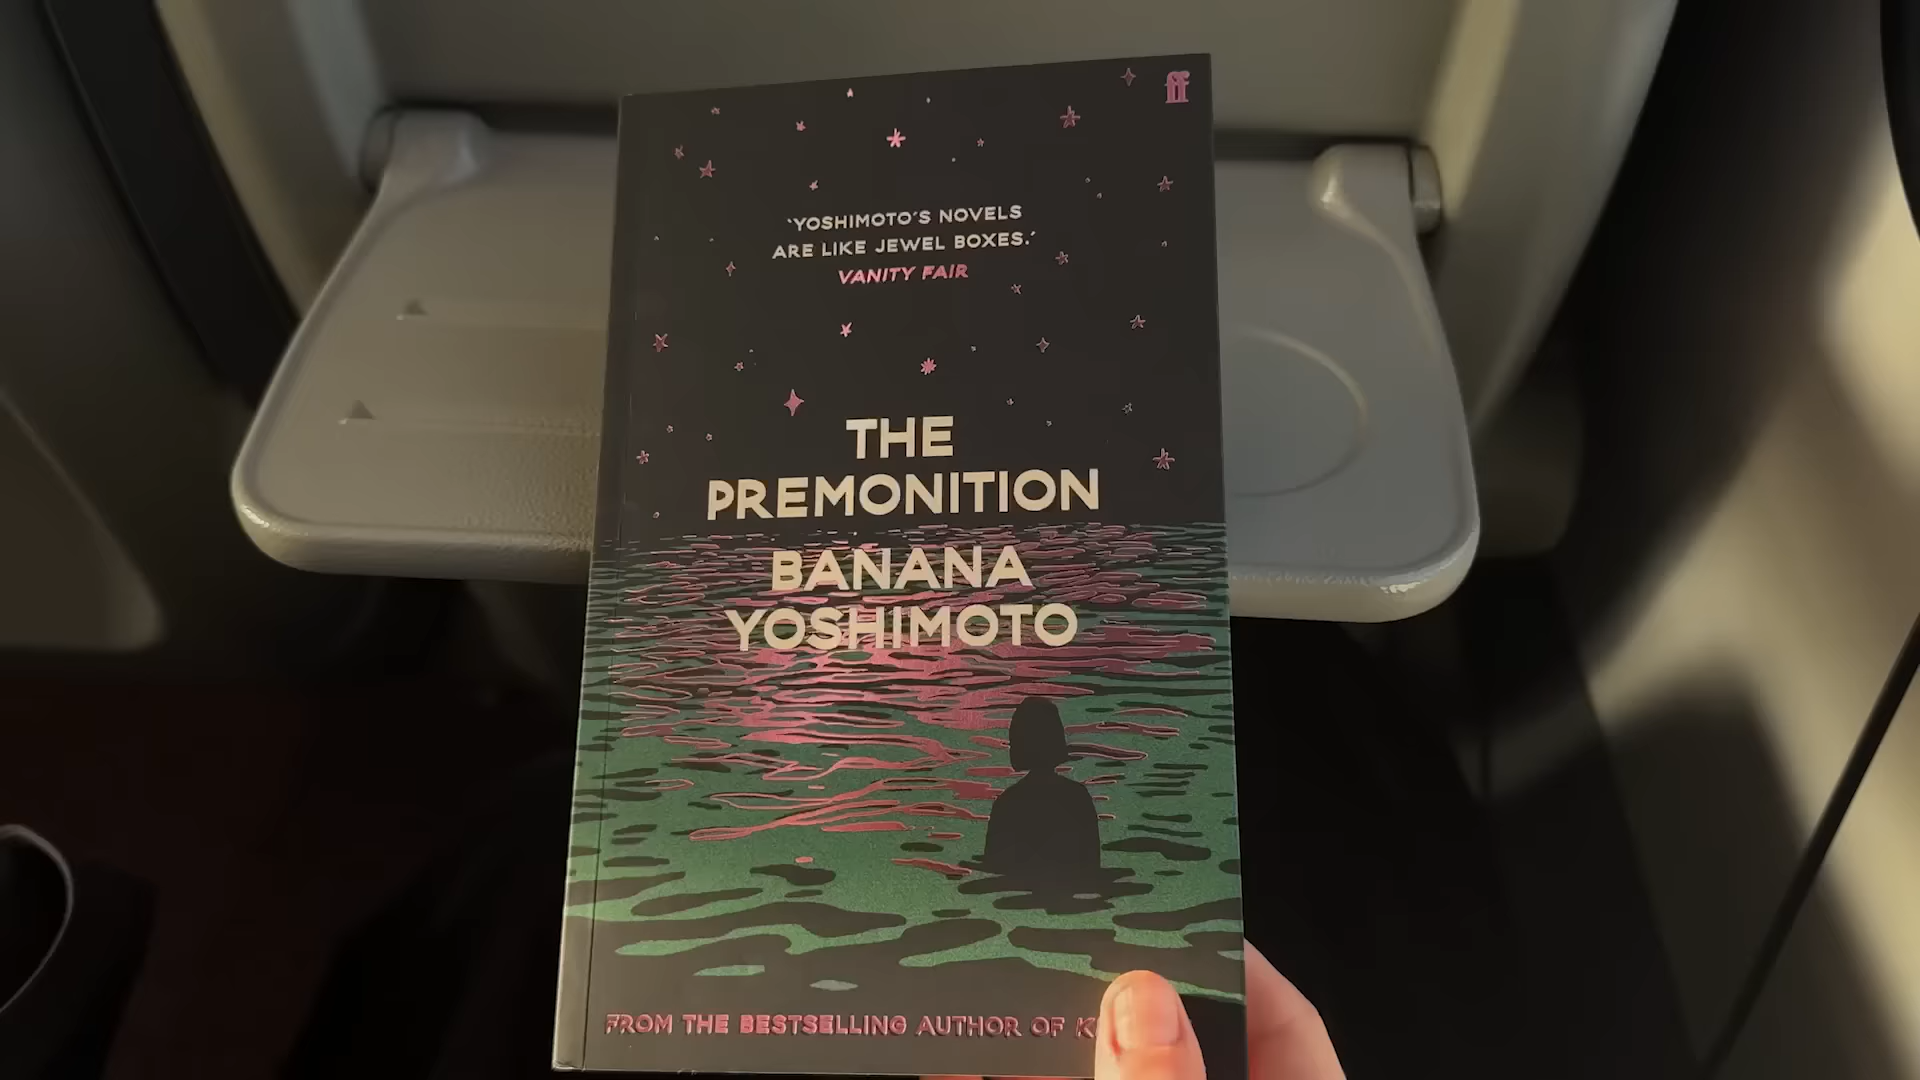 ff
‘YOSHIMOTO’S NOVELS
ARE LIKE JEWEL BOXES.’
VANITY FAIR
THE
PREMONITION
BANANA
YOSHIMOTO
FROM THE BESTSELLING AUTHOR OF